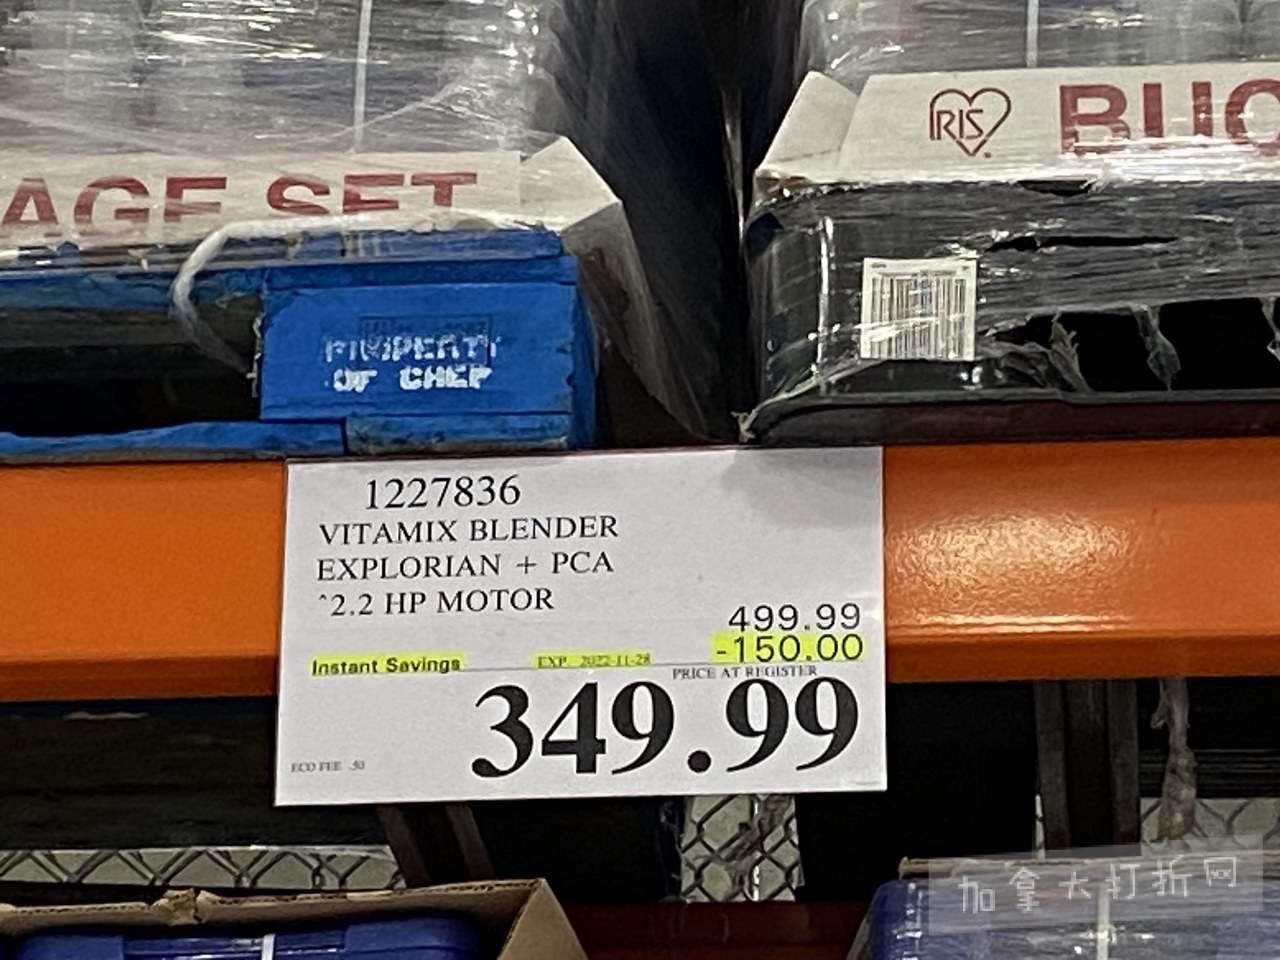 IRIS
BUC
AGE SET
PROPERTY
OF CHEP
1227836
VITAMIX BLENDER
EXPLORIAN + PCA
^2.2 HP MOTOR
499.99
-150.00
Instant Savings EXP. 2022-11-28
PRICE AT REGISTER
349.99
ECO FEE .50
加拿大打折网